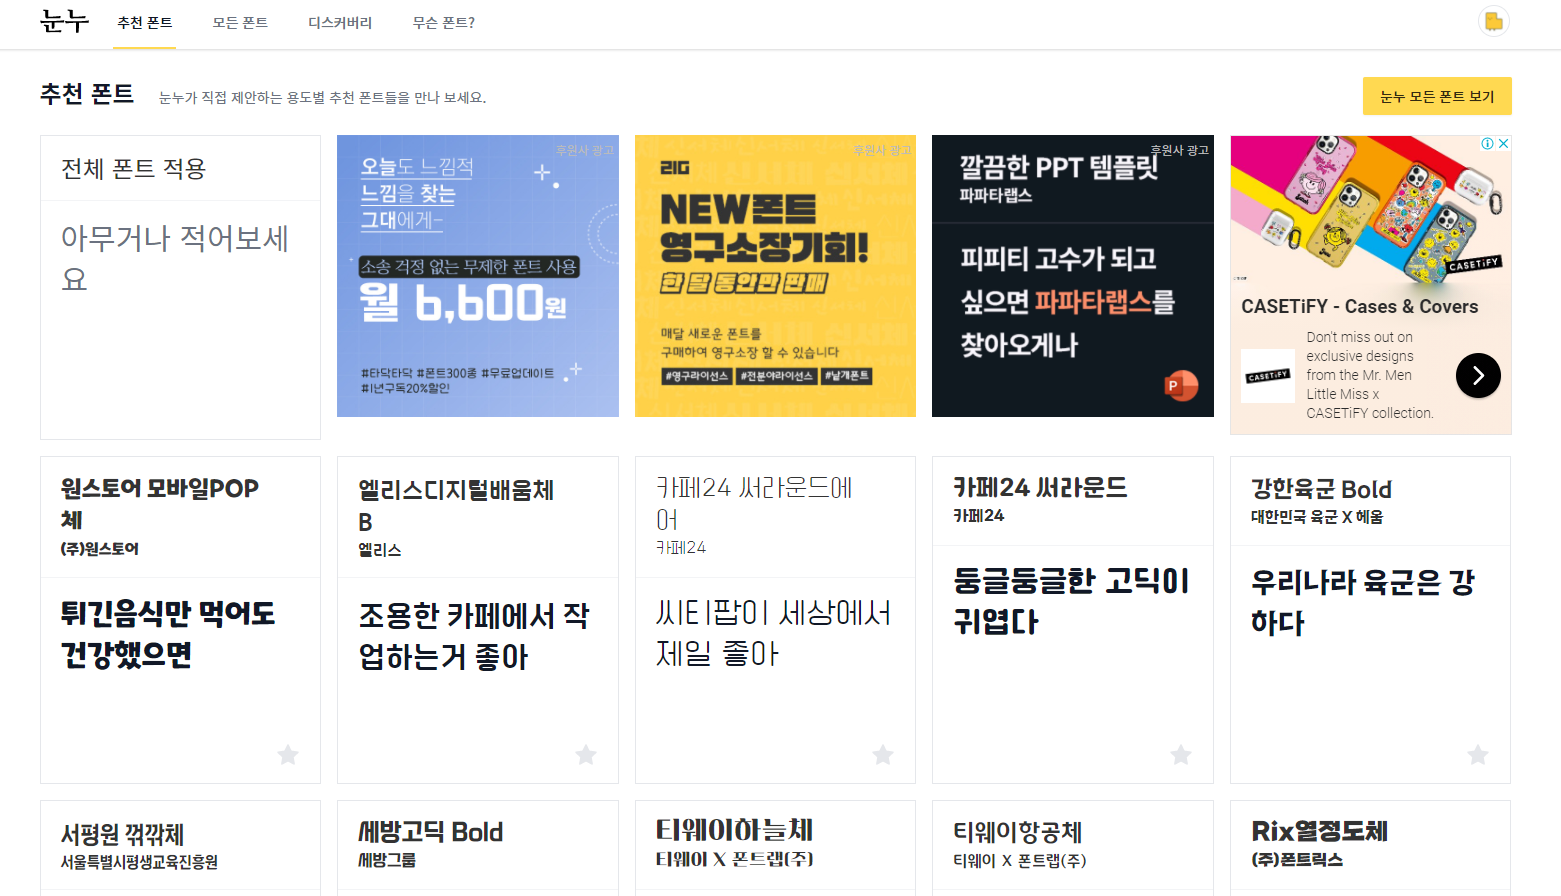 눈누
추천 폰트
모든 폰트
디스커버리
무슨 폰트?
추천 폰트
눈누가 직접 제안하는 용도별 추천 폰트들을 만나 보세요.
눈누 모든 폰트 보기
전체 폰트 적용
아무거나 적어보세
요
후원사 광고
오늘도 느낌적
느낌을 찾는
그대에게-
소송 걱정 없는 무제한 폰트 사용
월 6,600원
#타닥타닥 #폰트300종 #무료업데이트
#1년구독20%할인
후원사 광고
RIG
NEW폰트
영구소장기회!
한 달 동안만 판매
매달 새로운 폰트를
구매하여 영구소장 할 수 있습니다
#영구라이선스 #전분야라이선스 #낱개폰트
후원사 광고
깔끔한 PPT 템플릿
파파타랩스
피피티 고수가 되고
싶으면 파파타랩스를
찾아오게나
P
CASETiFY
CASETiFY - Cases & Covers
CASETiFY
Don't miss out on
exclusive designs
from the Mr. Men
Little Miss x
CASETiFY collection.
원스토어 모바일POP
체
(주)원스토어
튀긴음식만 먹어도
건강했으면
엘리스디지털배움체
B
엘리스
조용한 카페에서 작
업하는거 좋아
카페24 써라운드에
어
카페24
씨티팝이 세상에서
제일 좋아
카페24 써라운드
카페24
둥글둥글한 고딕이
귀엽다
강한육군 Bold
대한민국 육군 X 헤움
우리나라 육군은 강
하다
서평원 꺾깎체
서울특별시평생교육진흥원
세방고딕 Bold
세방그룹
티웨이하늘체
티웨이 X 폰트랩(주)
티웨이항공체
티웨이 X 폰트랩(주)
Rix열정도체
(주)폰트릭스